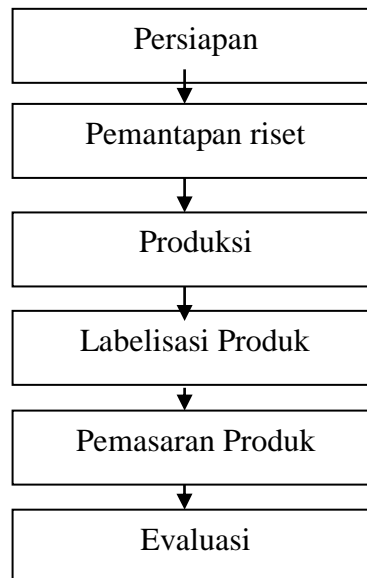 Persiapan
Pemantapan riset
Produksi
Labelisasi Produk
Pemasaran Produk
Evaluasi